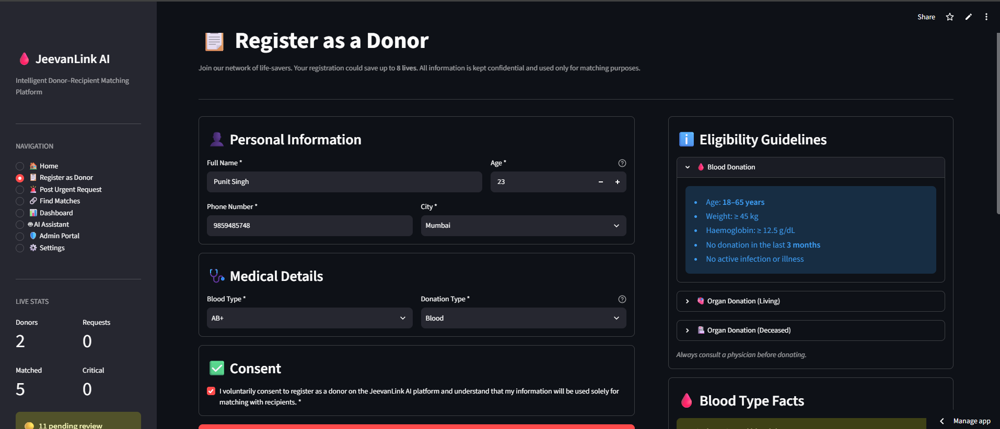 Share
JeevanLink AI
Intelligent Donor–Recipient Matching
Platform
NAVIGATION
Home
Register as Donor
Post Urgent Request
Find Matches
Dashboard
AI Assistant
Admin Portal
Settings
LIVE STATS
Donors
Requests
2
0
Matched
Critical
5
0
11 pending review
Register as a Donor
Join our network of life-savers. Your registration could save up to 8 lives. All information is kept confidential and used only for matching purposes.
Personal Information
Full Name *
Age *
Punit Singh
23
Phone Number *
City *
9859485748
Mumbai
Medical Details
Blood Type *
Donation Type *
AB+
Blood
Consent
I voluntarily consent to register as a donor on the JeevanLink AI platform and understand that my information will be used solely for
matching with recipients. *
Eligibility Guidelines
Blood Donation
Age: 18–65 years
Weight: ≥ 45 kg
Haemoglobin: ≥ 12.5 g/dL
No donation in the last 3 months
No active infection or illness
Organ Donation (Living)
Organ Donation (Deceased)
Always consult a physician before donating.
Blood Type Facts
Manage app